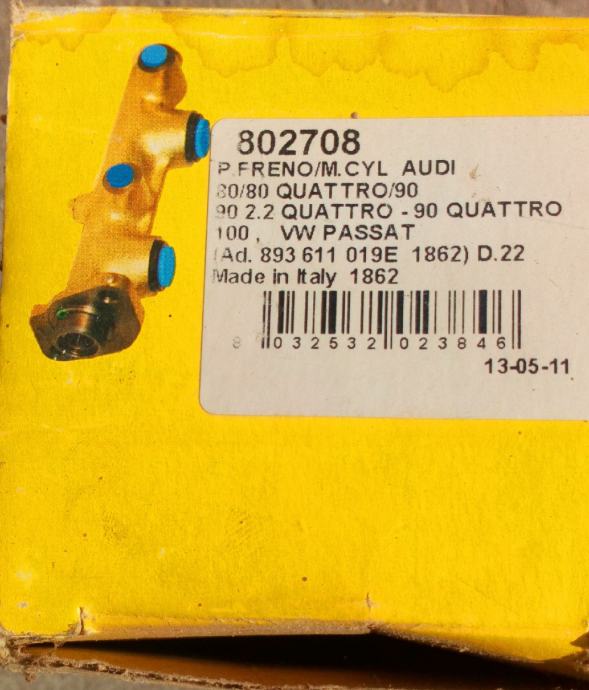 802708
P.FRENO/M.CYL AUDI
80/80 QUATTRO/90
90 2.2 QUATTRO - 90 QUATTRO
100, VW PASSAT
(Ad. 893 611 019E 1862) D.22
Made in Italy 1862
8 032532 023846
13-05-11